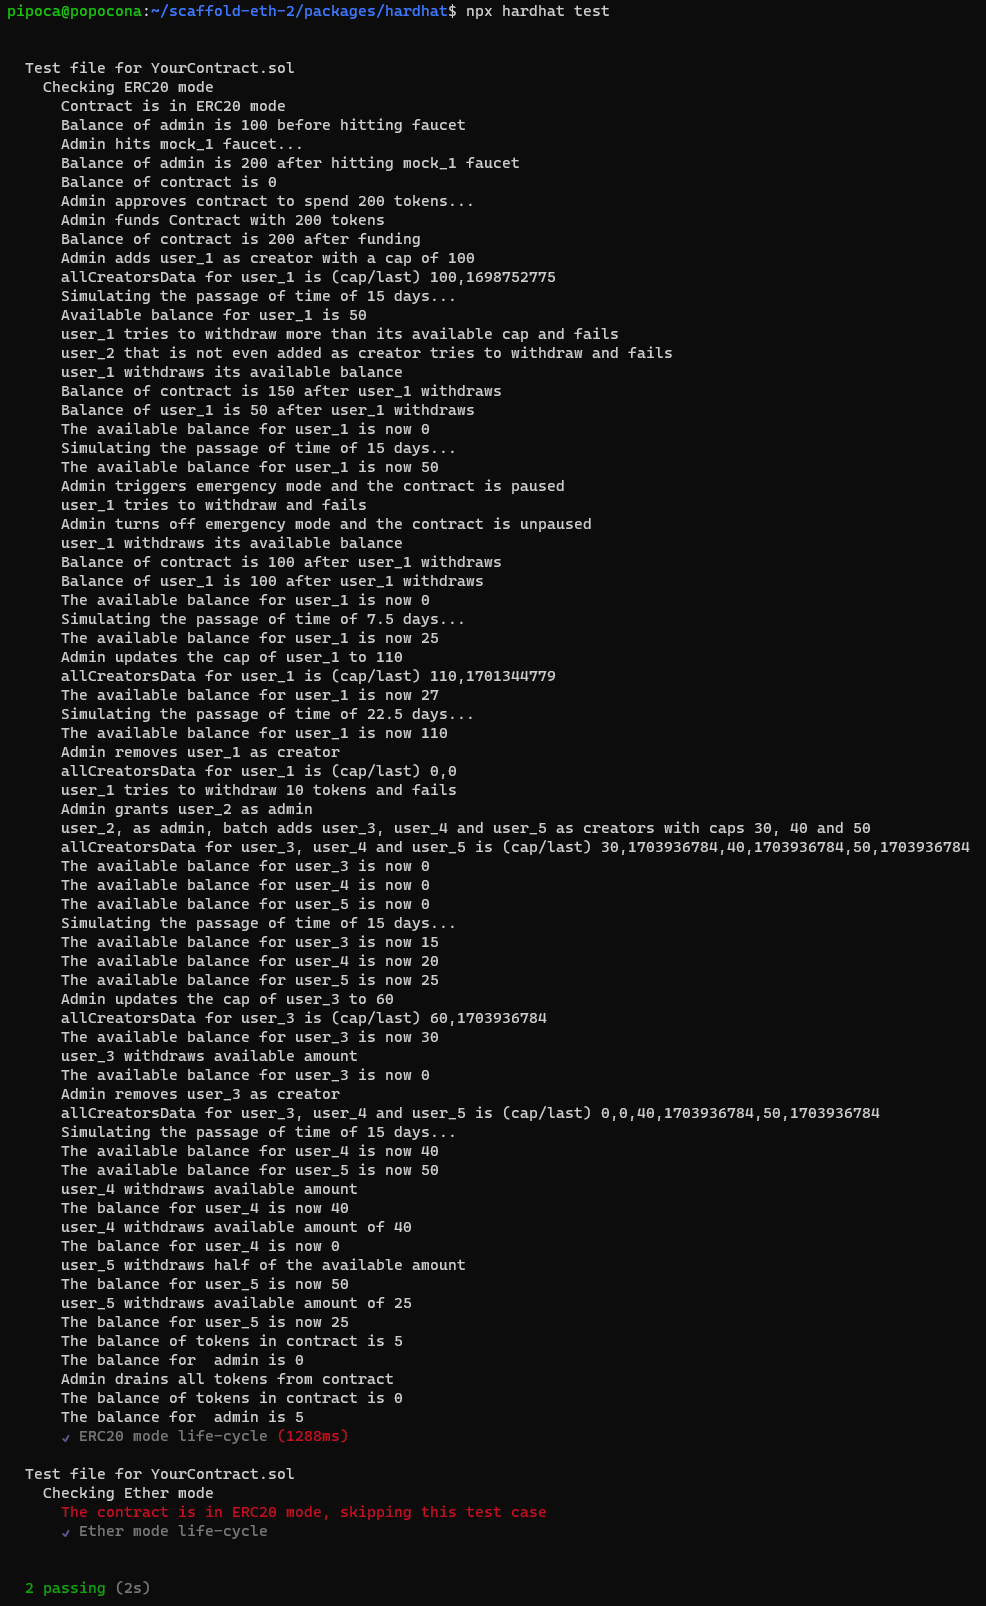 pipoca@popocona:~/scaffold-eth-2/packages/hardhat$ npx hardhat test
Test file for YourContract.sol
Checking ERC20 mode
Contract is in ERC20 mode
Balance of admin is 100 before hitting faucet
Admin hits mock_1 faucet...
Balance of admin is 200 after hitting mock_1 faucet
Balance of contract is 0
Admin approves contract to spend 200 tokens...
Admin funds Contract with 200 tokens
Balance of contract is 200 after funding
Admin adds user_1 as creator with a cap of 100
allCreatorsData for user_1 is (cap/last) 100,1698752775
Simulating the passage of time of 15 days...
Available balance for user_1 is 50
user_1 tries to withdraw more than its available cap and fails
user_2 that is not even added as creator tries to withdraw and fails
user_1 withdraws its available balance
Balance of contract is 150 after user_1 withdraws
Balance of user_1 is 50 after user_1 withdraws
The available balance for user_1 is now 0
Simulating the passage of time of 15 days...
The available balance for user_1 is now 50
Admin triggers emergency mode and the contract is paused
user_1 tries to withdraw and fails
Admin turns off emergency mode and the contract is unpaused
user_1 withdraws its available balance
Balance of contract is 100 after user_1 withdraws
Balance of user_1 is 100 after user_1 withdraws
The available balance for user_1 is now 0
Simulating the passage of time of 7.5 days...
The available balance for user_1 is now 25
Admin updates the cap of user_1 to 110
allCreatorsData for user_1 is (cap/last) 110,1701344779
The available balance for user_1 is now 27
Simulating the passage of time of 22.5 days...
The available balance for user_1 is now 110
Admin removes user_1 as creator
allCreatorsData for user_1 is (cap/last) 0,0
user_1 tries to withdraw 10 tokens and fails
Admin grants user_2 as admin
user_2, as admin, batch adds user_3, user_4 and user_5 as creators with caps 30, 40 and 50
allCreatorsData for user_3, user_4 and user_5 is (cap/last) 30,1703936784,40,1703936784,50,1703936784
The available balance for user_3 is now 0
The available balance for user_4 is now 0
The available balance for user_5 is now 0
Simulating the passage of time of 15 days...
The available balance for user_3 is now 15
The available balance for user_4 is now 20
The available balance for user_5 is now 25
Admin updates the cap of user_3 to 60
allCreatorsData for user_3 is (cap/last) 60,1703936784
The available balance for user_3 is now 30
user_3 withdraws available amount
The available balance for user_3 is now 0
Admin removes user_3 as creator
allCreatorsData for user_3, user_4 and user_5 is (cap/last) 0,0,40,1703936784,50,1703936784
Simulating the passage of time of 15 days...
The available balance for user_4 is now 40
The available balance for user_5 is now 50
user_4 withdraws available amount
The balance for user_4 is now 40
user_4 withdraws available amount of 40
The balance for user_4 is now 0
user_5 withdraws half of the available amount
The balance for user_5 is now 50
user_5 withdraws available amount of 25
The balance for user_5 is now 25
The balance of tokens in contract is 5
The balance for  admin is 0
Admin drains all tokens from contract
The balance of tokens in contract is 0
The balance for  admin is 5
✓ ERC20 mode life-cycle (1288ms)
Test file for YourContract.sol
Checking Ether mode
The contract is in ERC20 mode, skipping this test case
✓ Ether mode life-cycle
2 passing (2s)